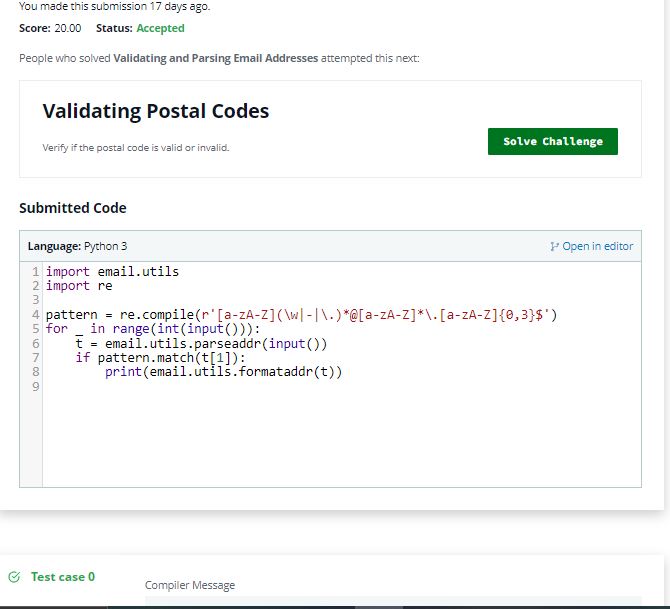 You made this submission 17 days ago.
Score: 20.00 Status: Accepted
People who solved Validating and Parsing Email Addresses attempted this next:
Validating Postal Codes
Verify if the postal code is valid or invalid.
Solve Challenge
Submitted Code
Language: Python 3 Open in editor
1 import email.utils
2 import re
3
4 pattern = re.compile(r'[a-zA-Z](\w|-|\.)*@[a-zA-Z]*\.[a-zA-Z]{0,3}$')
5 for _ in range(int(input())):
6     t = email.utils.parseaddr(input())
7     if pattern.match(t[1]):
8         print(email.utils.formataddr(t))
9
Test case 0
Compiler Message